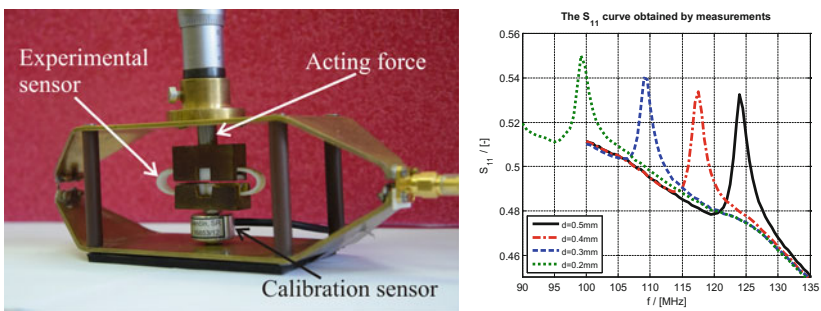 Experimental
sensor
Acting force
Calibration sensor
The S11 curve obtained by measurements
S11 / [-]
0.56
0.54
0.52
0.5
0.48
0.46
d=0.5mm
d=0.4mm
d=0.3mm
d=0.2mm
90 95 100 105 110 115 120 125 130 135
f / [MHz]